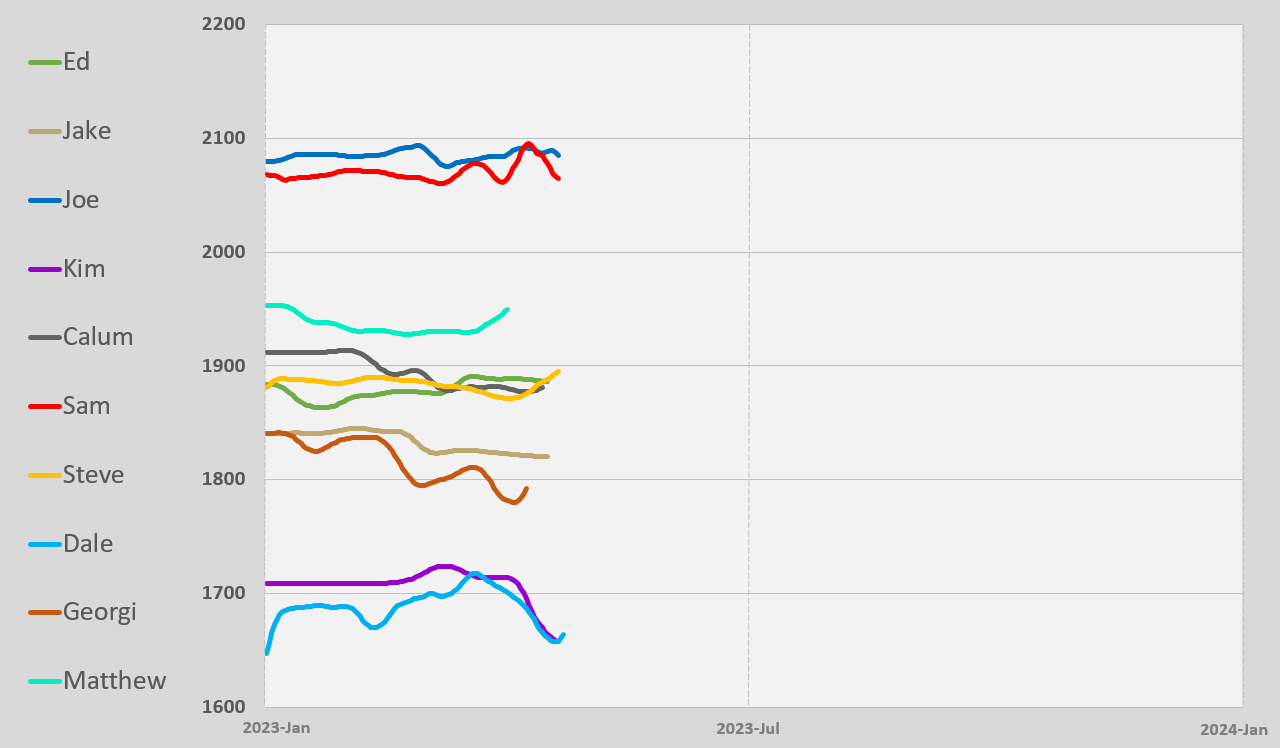 Ed
Jake
Joe
Kim
Calum
Sam
Steve
Dale
Georgi
Matthew
2200
2100
2000
1900
1800
1700
1600
2023-Jan
2023-Jul
2024-Jan